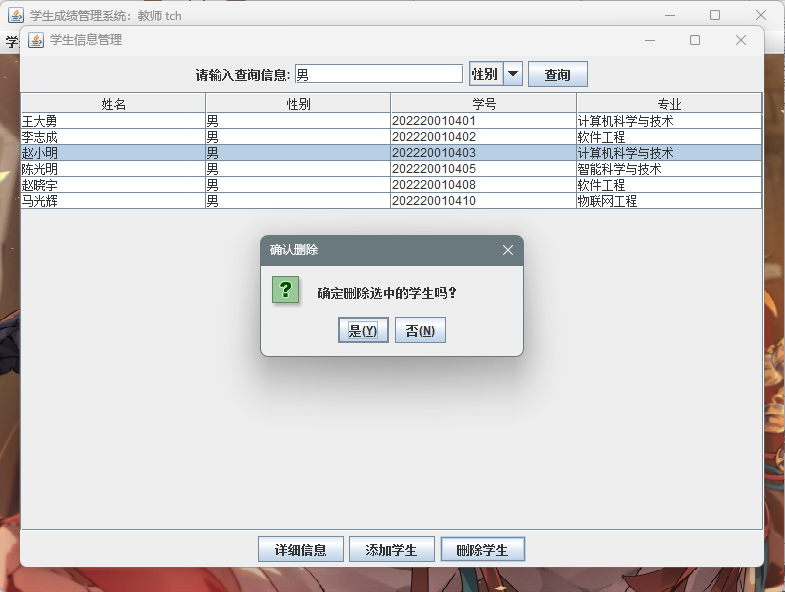 学生成绩管理系统：教师 tch
学
学生信息管理
请输入查询信息: 男 性别 查询
姓名 性别 学号 专业
王大勇 男 202220010401 计算机科学与技术
李志成 男 202220010402 软件工程
赵小明 男 202220010403 计算机科学与技术
陈光明 男 202220010405 智能科学与技术
赵晓宇 男 202220010408 软件工程
马光辉 男 202220010410 物联网工程
确认删除
确定删除选中的学生吗？
是(Y) 否(N)
详细信息 添加学生 删除学生